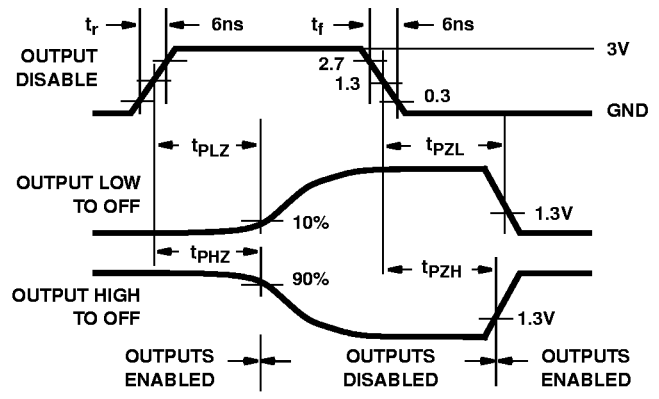 tr 6ns tf 6ns
OUTPUT
DISABLE
3V
2.7
1.3
0.3
GND
tPLZ tPZL
OUTPUT LOW
TO OFF
10%
1.3V
tPHZ tPZH
90%
OUTPUT HIGH
TO OFF
1.3V
OUTPUTS
ENABLED
OUTPUTS
DISABLED
OUTPUTS
ENABLED